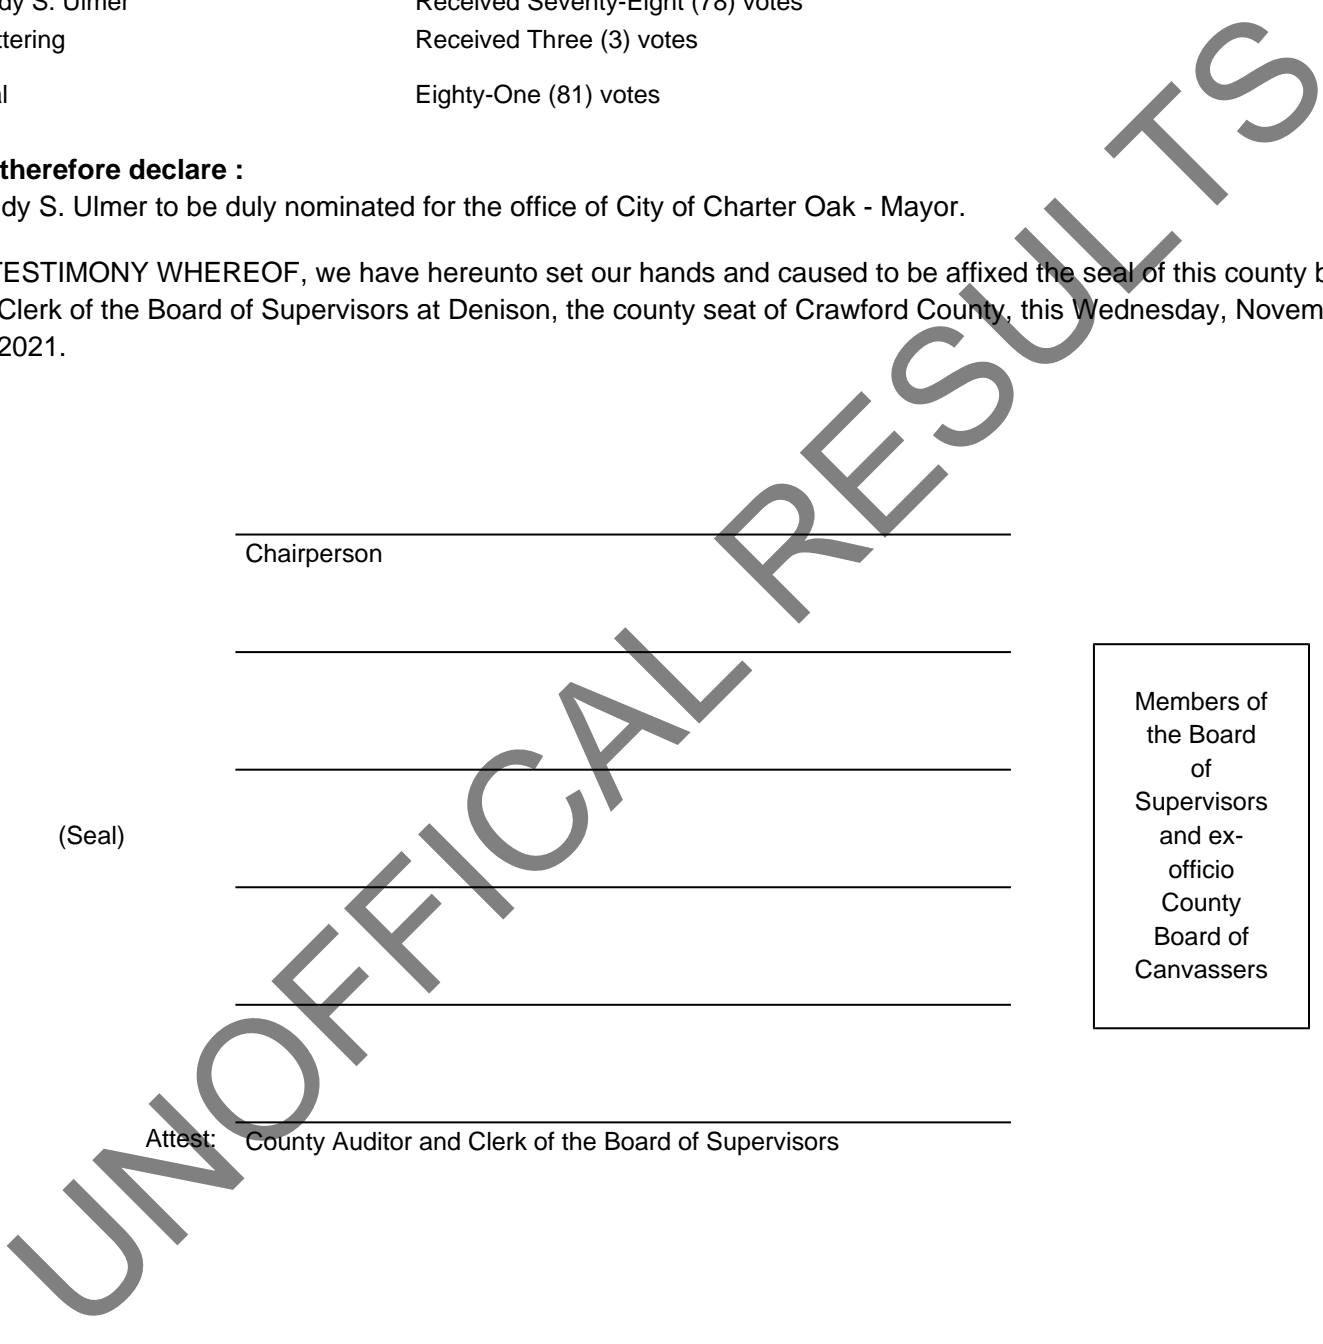 dy S. Ulmer Received Seventy-Eight (78) votes
ttering Received Three (3) votes
al Eighty-One (81) votes
therefore declare :
dy S. Ulmer to be duly nominated for the office of City of Charter Oak - Mayor.
TESTIMONY WHEREOF, we have hereunto set our hands and caused to be affixed the seal of this county b
Clerk of the Board of Supervisors at Denison, the county seat of Crawford County, this Wednesday, Novem
2021.
Chairperson
Members of
the Board
of
Supervisors
and ex-
officio
County
Board of
Canvassers
(Seal)
Attest: County Auditor and Clerk of the Board of Supervisors
UNOFFICAL RESULTS